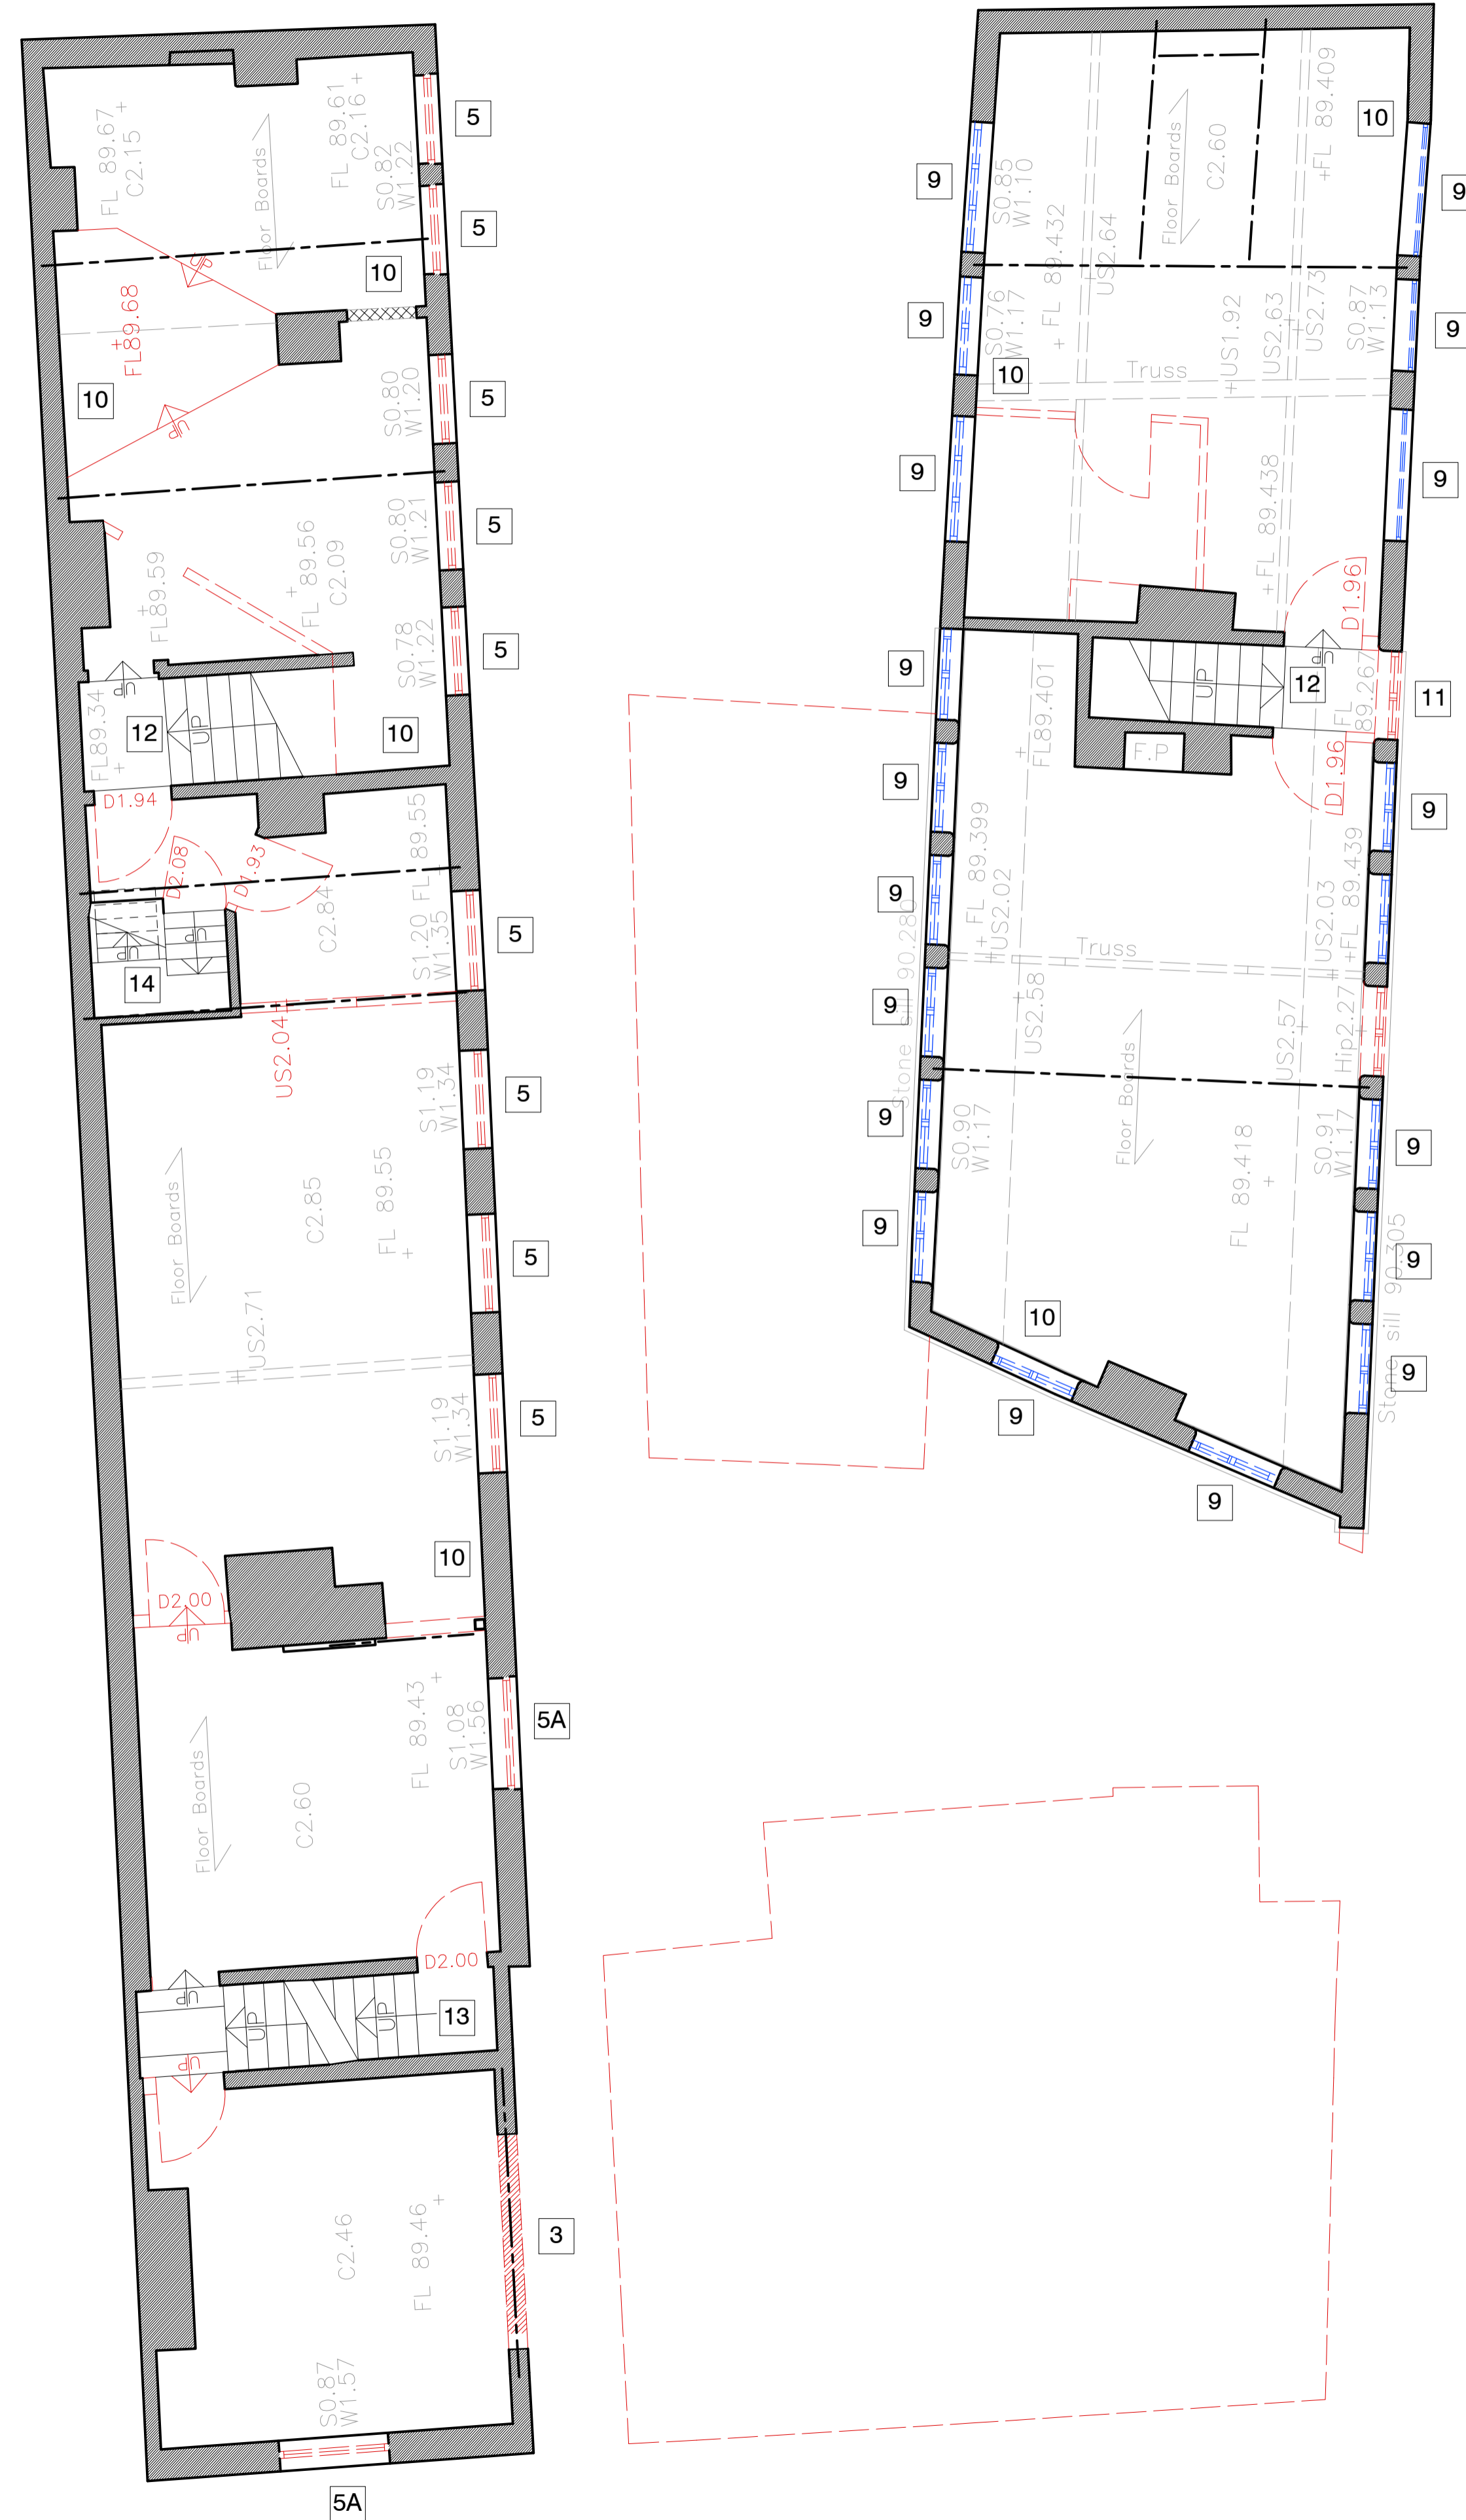 FL 89.67
C2.15
FL 89.61
C2.16
S0.82
W1.22
Floor Boards
5
5
10
UP
FL89.68
10
UP
S0.80
W1.20
5
S0.80
W1.21
5
FL 89.56
C2.09
FL89.59
S0.78
W1.22
5
UP
FL89.34
12
UP
10
D1.94
D2.08
D1.93
FL 89.55
C2.84
S1.20
W1.35
5
UP
UP
14
US2.04
S1.19
W1.34
5
Floor Boards
C2.85
FL 89.55
5
US2.71
S1.19
W1.34
5
10
D2.00
UP
FL 89.43
S1.08
W1.56
5A
Floor Boards
C2.60
D2.00
UP
UP
UP
13
UP
3
C2.46
FL 89.46
S0.87
W1.57
5A
FL 89.409
10
Floor Boards
C2.60
9
S0.85
W1.10
9
FL 89.432
US2.64
9
S0.76
W1.17
US1.92
US2.63
US2.73
S0.87
W1.13
9
10
Truss
9
9
FL 89.438
D1.96
UP
9
FL89.401
UP
12
FL
89.267
11
F.P
9
D1.96
9
FL 89.399
US2.02
9
Stone sill 90.280
Truss
US2.03
FL 89.439
9
US2.58
US2.57
Hip2.27
Floor Boards
9
S0.90
W1.17
FL 89.418
S0.91
W1.17
9
9
9
Stone sill 90.305
10
9
9
9